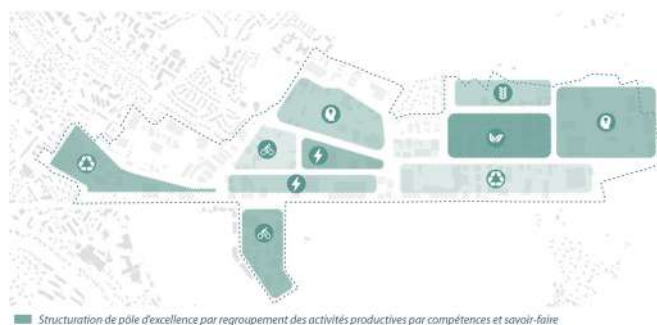 Structuration de pôle d'excellence par regroupement des activités productives par compétences et savoir-faire